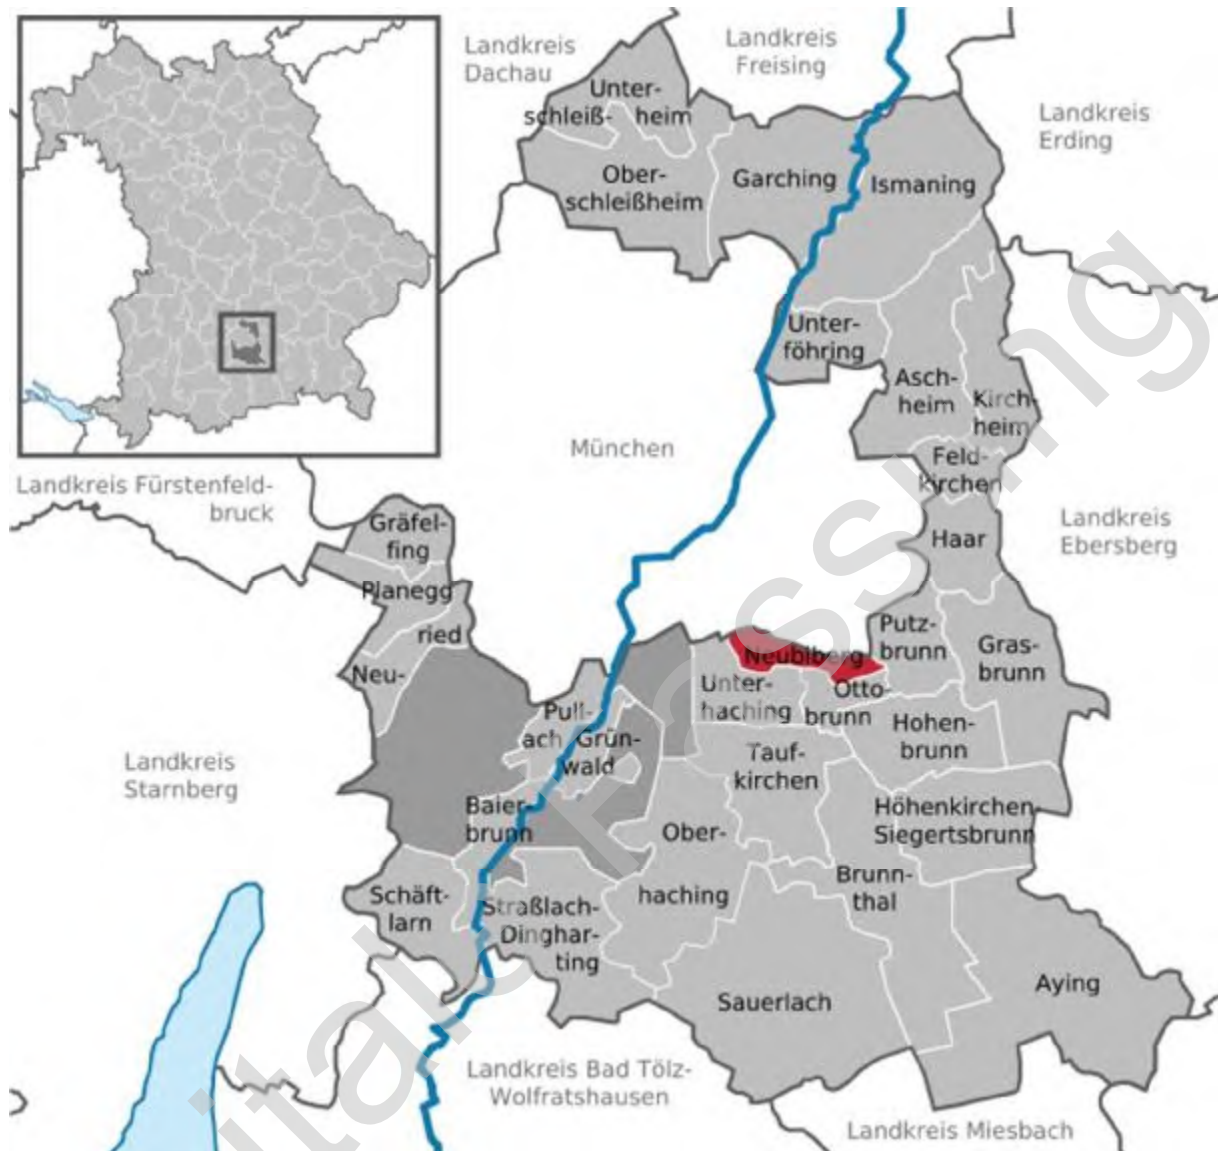 Landkreis
Dachau
Landkreis
Freising
Landkreis
Erding
Unter-
schleiß- heim
Ober-
schleißheim
Garching
Ismaning
Unter-
föhring
Asch-
heim
Kirch-
heim
München
Feld-
kirchen
Landkreis Fürstenfeld-
bruck
Gräfel-
fing
Haar
Landkreis
Ebersberg
Planegg
ried
Neu-
Neubiberg
Putz-
brunn
Gras-
brunn
Unter-
haching
Otto-
brunn
Hohen-
brunn
Pull-
ach
Grün-
wald
Tauf-
kirchen
Landkreis
Starnberg
Baier-
brunn
Ober-
haching
Höhenkirchen-
Siegertsbrunn
Brunn-
thal
Schäft-
larn
Straßlach-
Dinghar-
ting
Sauerlach
Aying
Landkreis Bad Tölz-
Wolfratshausen
Landkreis Miesbach